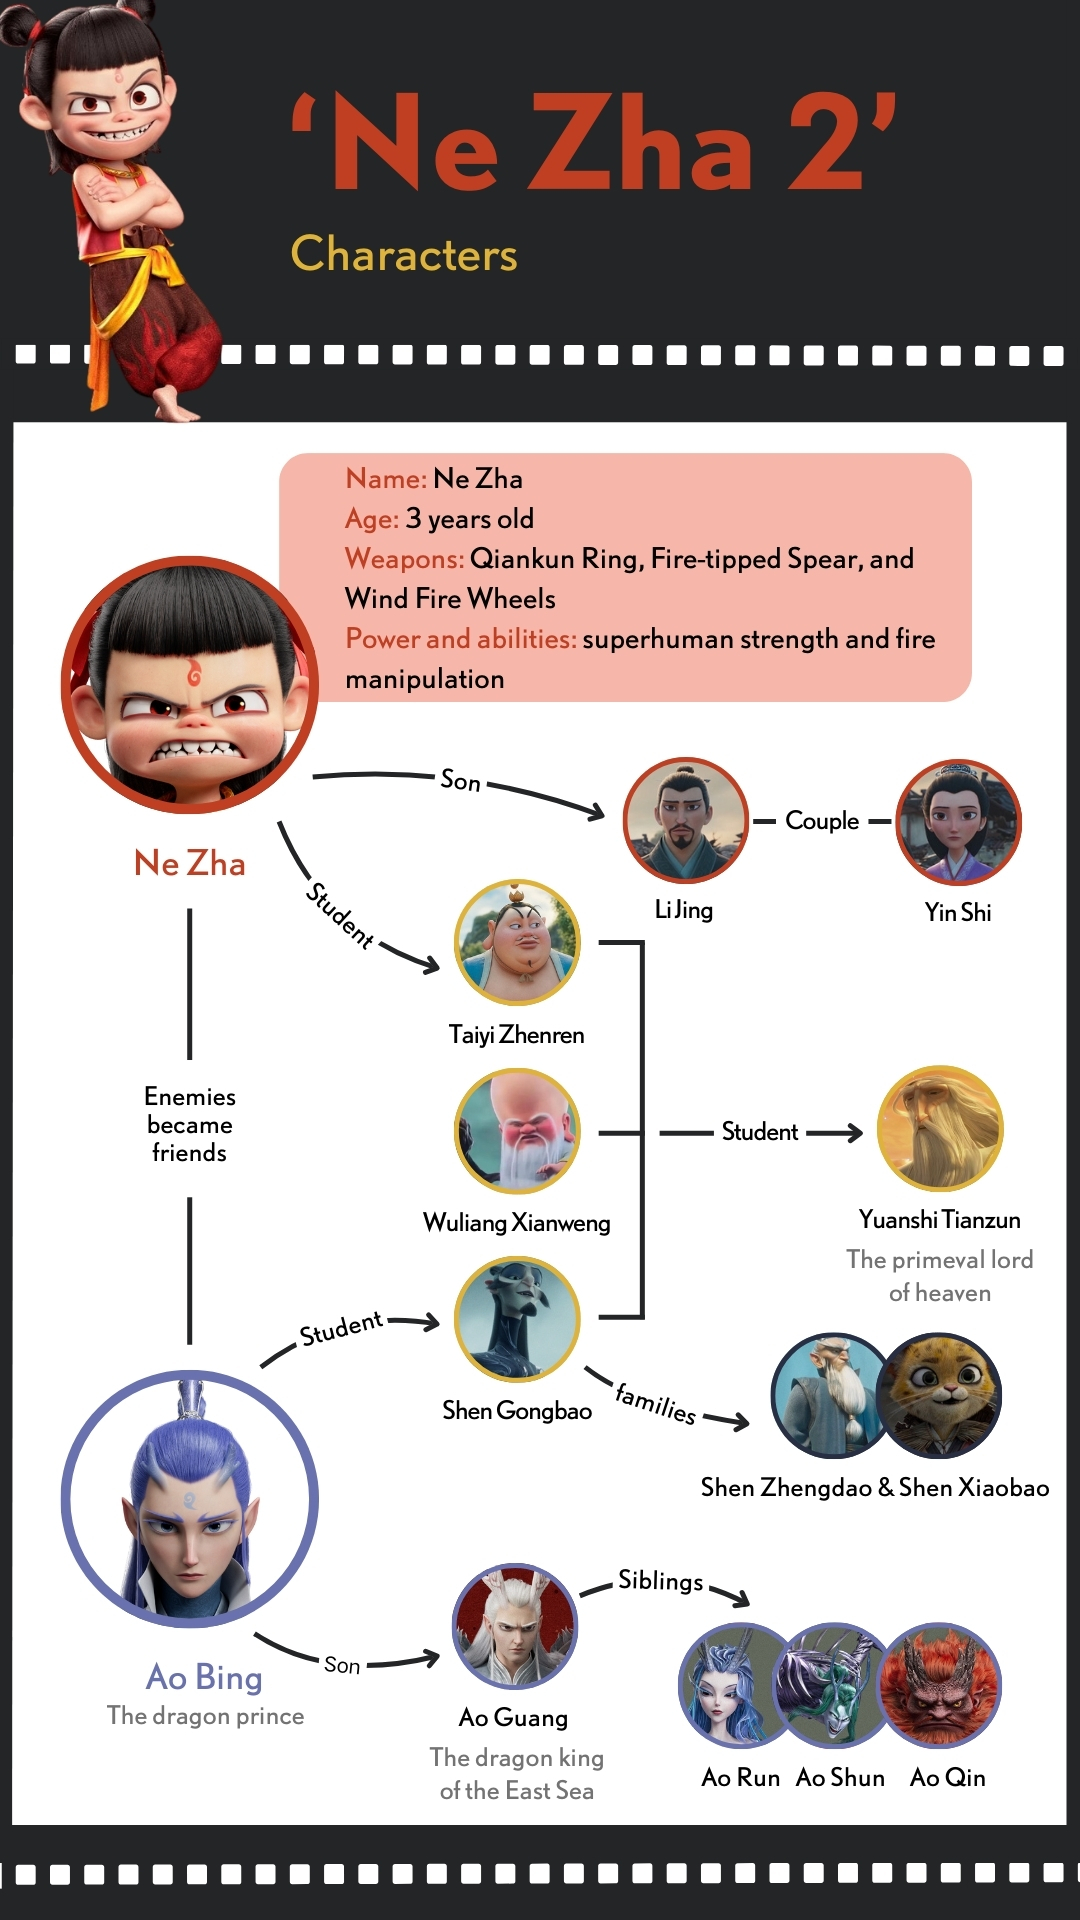 ‘Ne Zha 2’
Characters
Name: Ne Zha
Age: 3 years old
Weapons: Qiankun Ring, Fire-tipped Spear, and
Wind Fire Wheels
Power and abilities: superhuman strength and fire
manipulation
Son
Couple
Ne Zha
Li Jing
Yin Shi
Student
Taiyi Zhenren
Enemies
became
friends
Student
Wuliang Xianweng
Yuanshi Tianzun
The primeval lord
of heaven
Student
Shen Gongbao
families
Shen Zhengdao & Shen Xiaobao
Siblings
Son
Ao Bing
The dragon prince
Ao Guang
The dragon king
of the East Sea
Ao Run Ao Shun Ao Qin